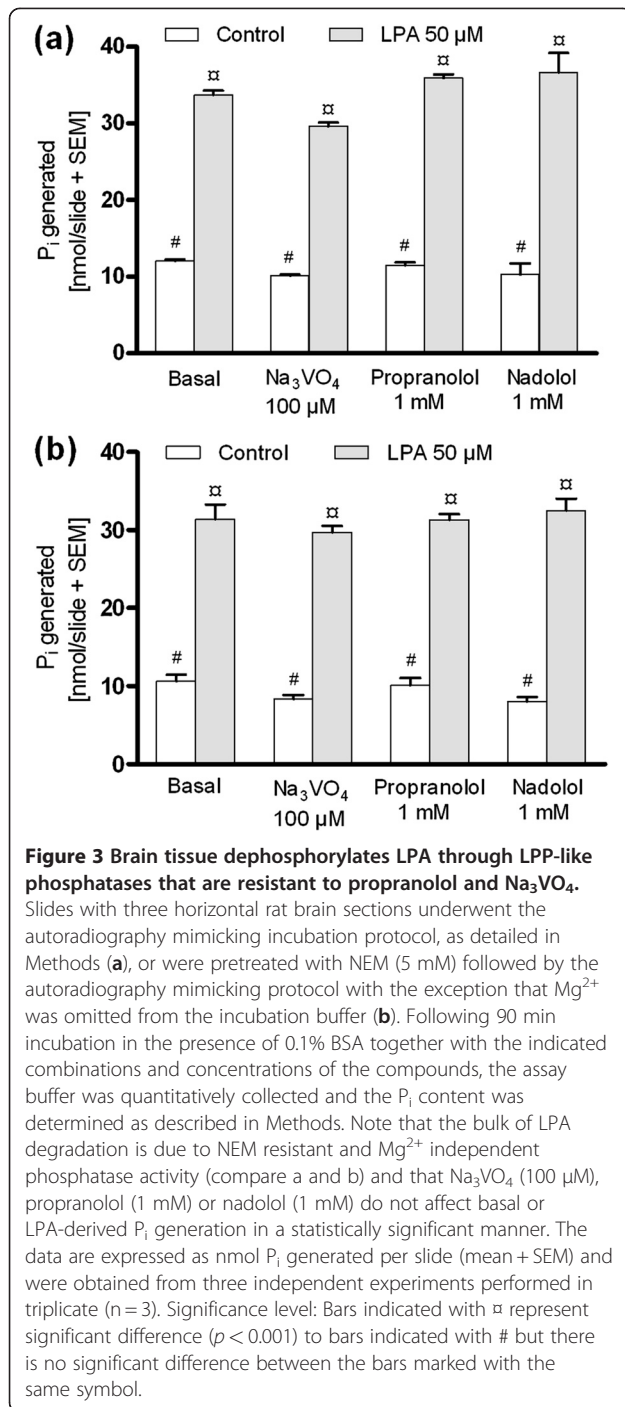 (a)
Control LPA 50 µM
40
30
20
10
0
Pi generated
[nmol/slide + SEM]
¤ ¤ ¤ ¤
# # # #
Basal Na₃VO₄ Propranolol Nadolol
100 µM 1 mM 1 mM
(b)
Control LPA 50 µM
40
30
20
10
0
Pi generated
[nmol/slide + SEM]
¤ ¤ ¤ ¤
# # # #
Basal Na₃VO₄ Propranolol Nadolol
100 µM 1 mM 1 mM
Figure 3 Brain tissue dephosphorylates LPA through LPP-like
phosphatases that are resistant to propranolol and Na₃VO₄.
Slides with three horizontal rat brain sections underwent the
autoradiography mimicking incubation protocol, as detailed in
Methods (a), or were pretreated with NEM (5 mM) followed by the
autoradiography mimicking protocol with the exception that Mg²⁺
was omitted from the incubation buffer (b). Following 90 min
incubation in the presence of 0.1% BSA together with the indicated
combinations and concentrations of the compounds, the assay
buffer was quantitatively collected and the Pi content was
determined as described in Methods. Note that the bulk of LPA
degradation is due to NEM resistant and Mg²⁺ independent
phosphatase activity (compare a and b) and that Na₃VO₄ (100 µM),
propranolol (1 mM) or nadolol (1 mM) do not affect basal or
LPA-derived Pi generation in a statistically significant manner. The
data are expressed as nmol Pi generated per slide (mean + SEM) and
were obtained from three independent experiments performed in
triplicate (n = 3). Significance level: Bars indicated with ¤ represent
significant difference (p < 0.001) to bars indicated with # but there
is no significant difference between the bars marked with the
same symbol.